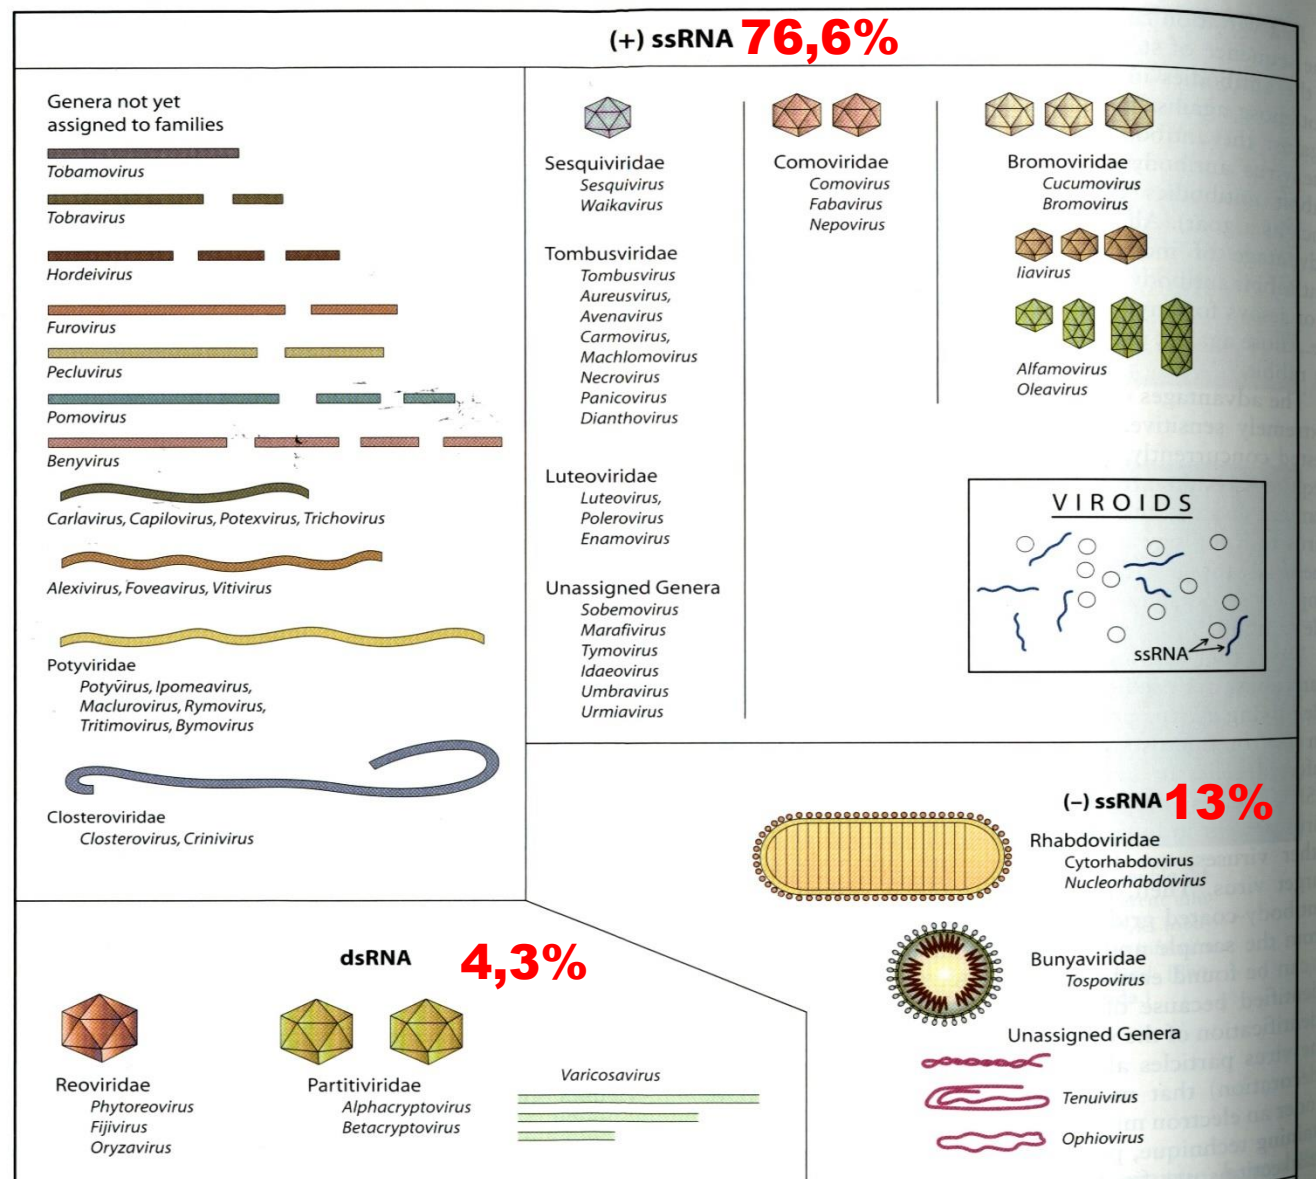 (+) ssRNA 76,6%
Genera not yet
assigned to families
Tobamovirus
Tobravirus
Hordeivirus
Furovirus
Pecluvirus
Pomovirus
Benyvirus
Carlavirus, Capilovirus, Potexvirus, Trichovirus
Alexivirus, Foveavirus, Vitivirus
Potyviridae
Potyvirus, Ipomeavirus,
Maclurovirus, Rymovirus,
Tritimovirus, Bymovirus
Closteroviridae
Closterovirus, Crinivirus
Sesquiviridae
Sesquivirus
Waikavirus
Tombusviridae
Tombusvirus
Aureusvirus,
Avenavirus
Carmovirus,
Machlomovirus
Necrovirus
Panicovirus
Dianthovirus
Luteoviridae
Luteovirus,
Polerovirus
Enamovirus
Unassigned Genera
Sobemovirus
Marafivirus
Tymovirus
Idaeovirus
Umbravirus
Urmiavirus
Comoviridae
Comovirus
Fabavirus
Nepovirus
Bromoviridae
Cucumovirus
Bromovirus
Iiavirus
Alfamovirus
Oleavirus
VIROIDS
ssRNA
(–) ssRNA 13%
Rhabdoviridae
Cytorhabdovirus
Nucleorhabdovirus
Bunyaviridae
Tospovirus
Unassigned Genera
Tenuivirus
Ophiovirus
dsRNA 4,3%
Reoviridae
Phytoreovirus
Fijivirus
Oryzavirus
Partitiviridae
Alphacryptovirus
Betacryptovirus
Varicosavirus